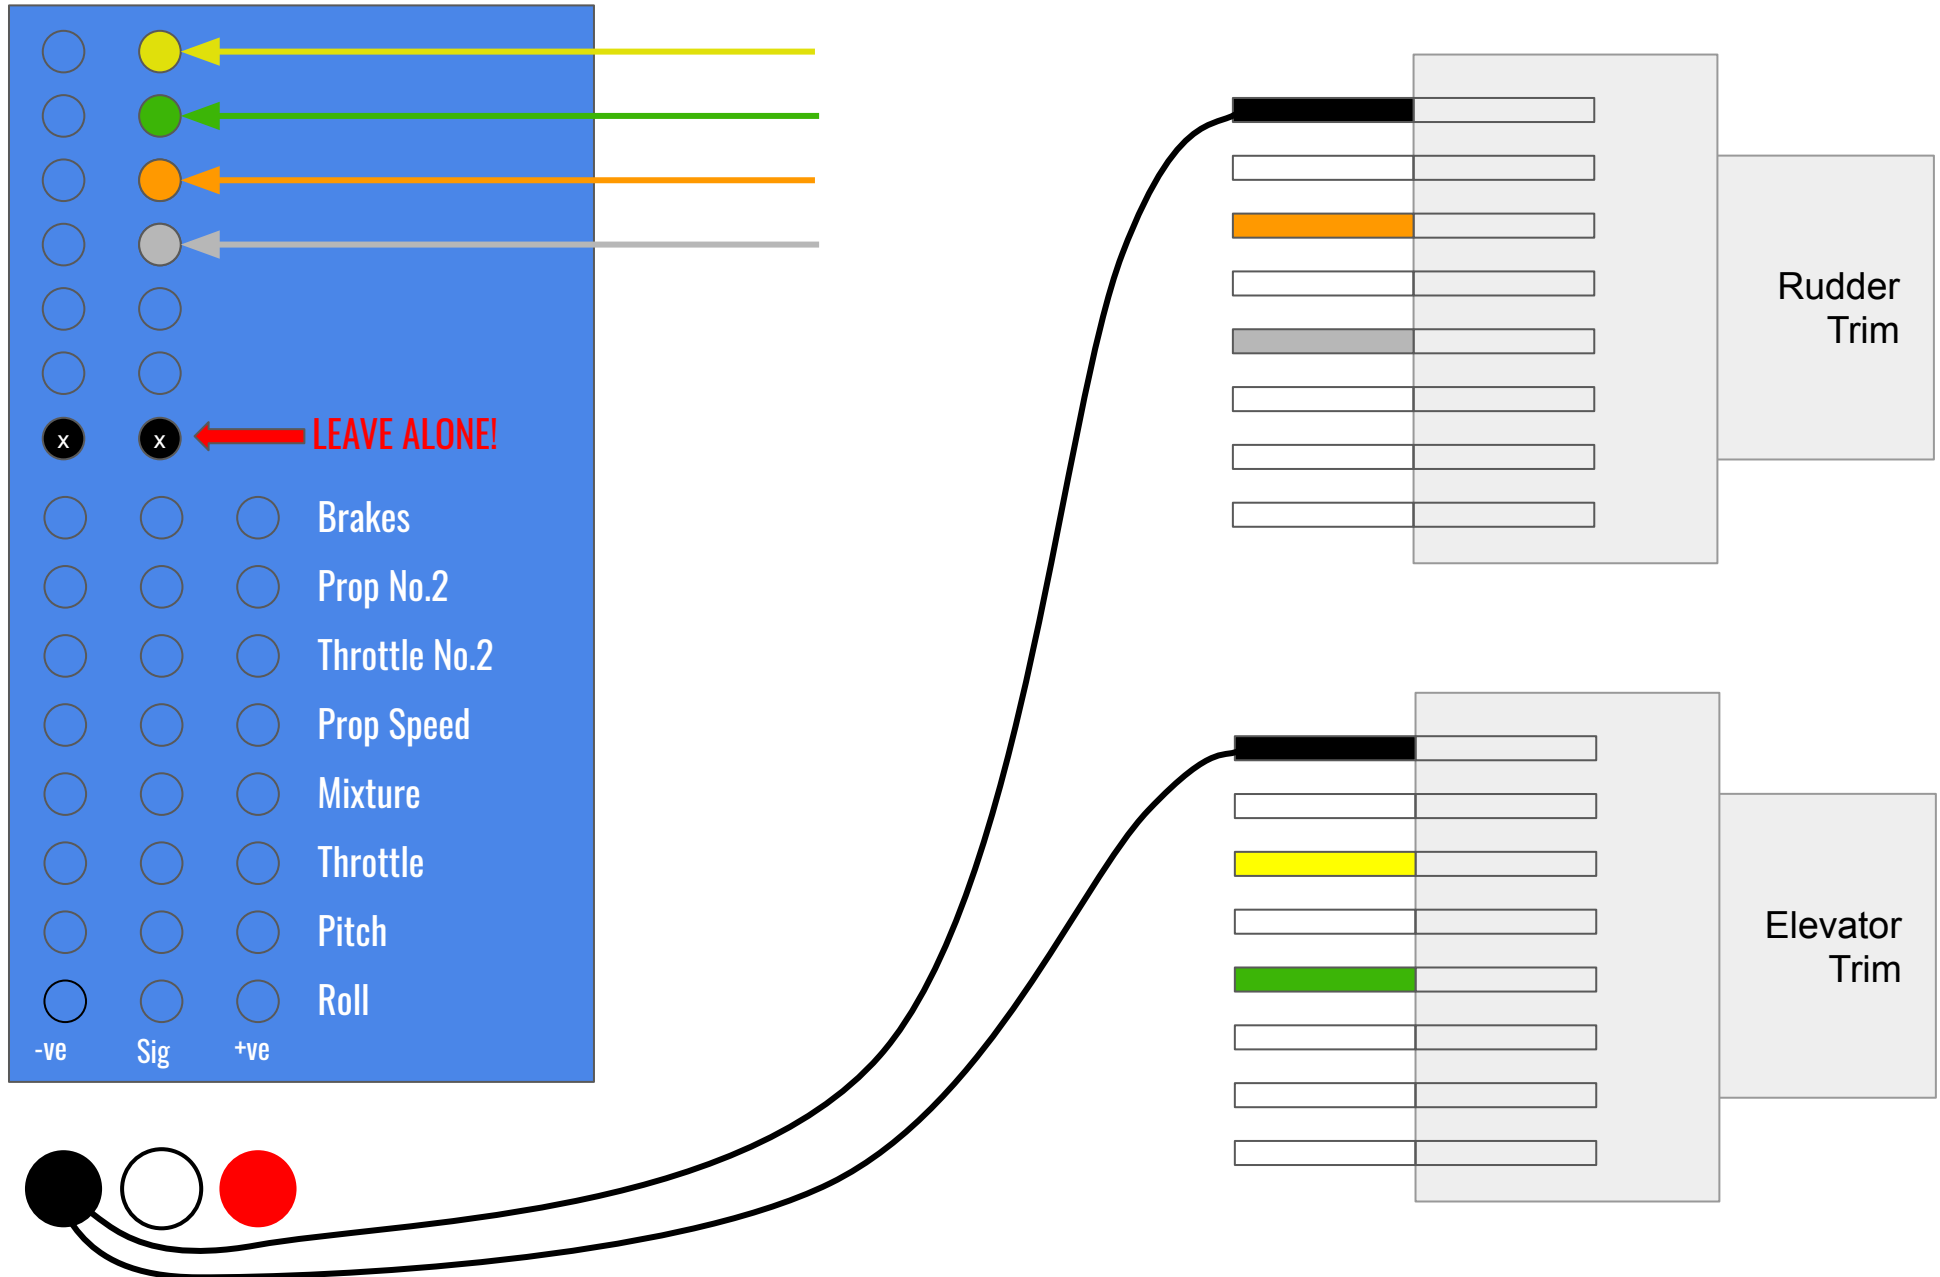 x x
LEAVE ALONE!
Brakes
Prop No.2
Throttle No.2
Prop Speed
Mixture
Throttle
Pitch
Roll
-ve Sig +ve
Rudder
Trim
Elevator
Trim